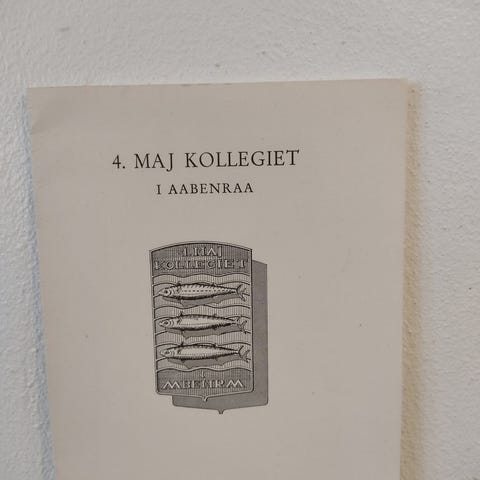 4. MAJ KOLLEGIET
I AABENRAA
4. MAJ
KOLLEGIET
I
AABENRAA